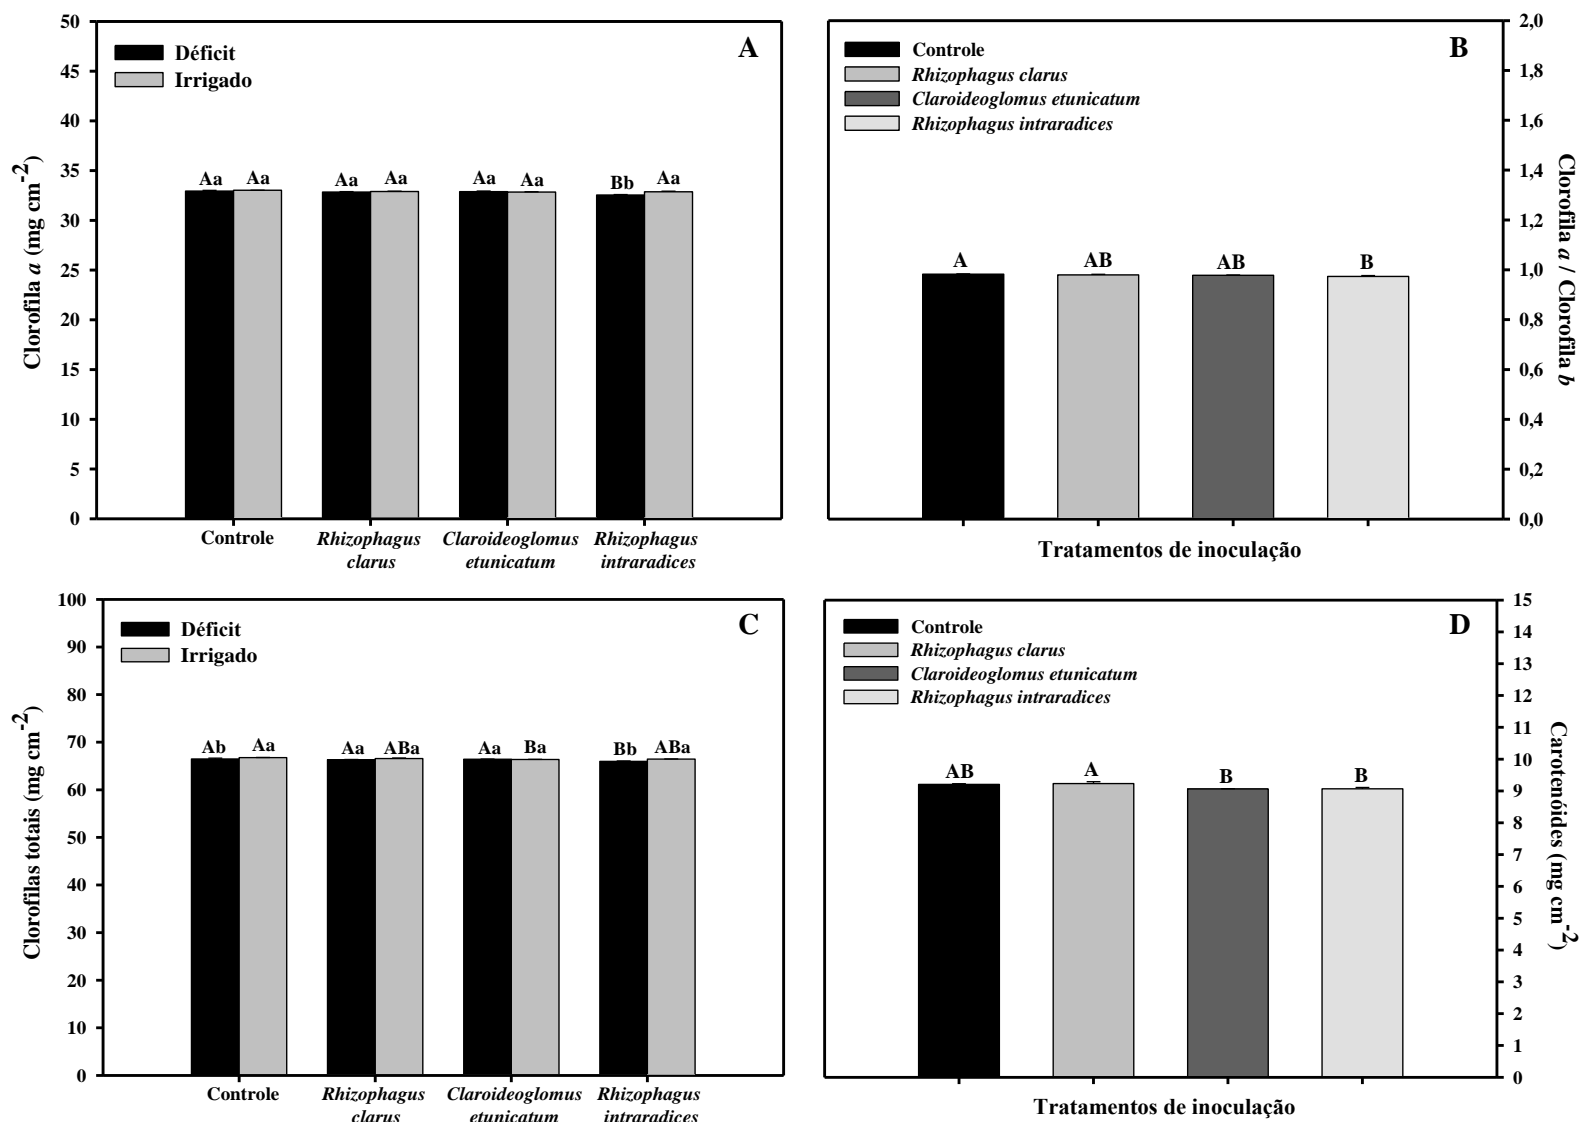 A
Déficit
Irrigado
50
45
40
35
30
25
20
15
10
5
0
Clorofila a (mg cm-2)
Aa Aa Aa Aa Aa Aa Bb Aa
Controle
Rhizophagus
clarus
Claroideoglomus
etunicatum
Rhizophagus
intraradices
B
Controle
Rhizophagus clarus
Claroideoglomus etunicatum
Rhizophagus intraradices
A AB AB B
2,0
1,8
1,6
1,4
1,2
1,0
0,8
0,6
0,4
0,2
0,0
Clorofila a / Clorofila b
Tratamentos de inoculação
C
Déficit
Irrigado
100
90
80
70
60
50
40
30
20
10
0
Clorofilas totais (mg cm-2)
Ab Aa Aa ABa Aa Ba Bb ABa
Controle
Rhizophagus
clarus
Claroideoglomus
etunicatum
Rhizophagus
intraradices
D
Controle
Rhizophagus clarus
Claroideoglomus etunicatum
Rhizophagus intraradices
AB A B B
15
14
13
12
11
10
9
8
7
6
5
4
3
2
1
0
Carotenóides (mg cm-2)
Tratamentos de inoculação